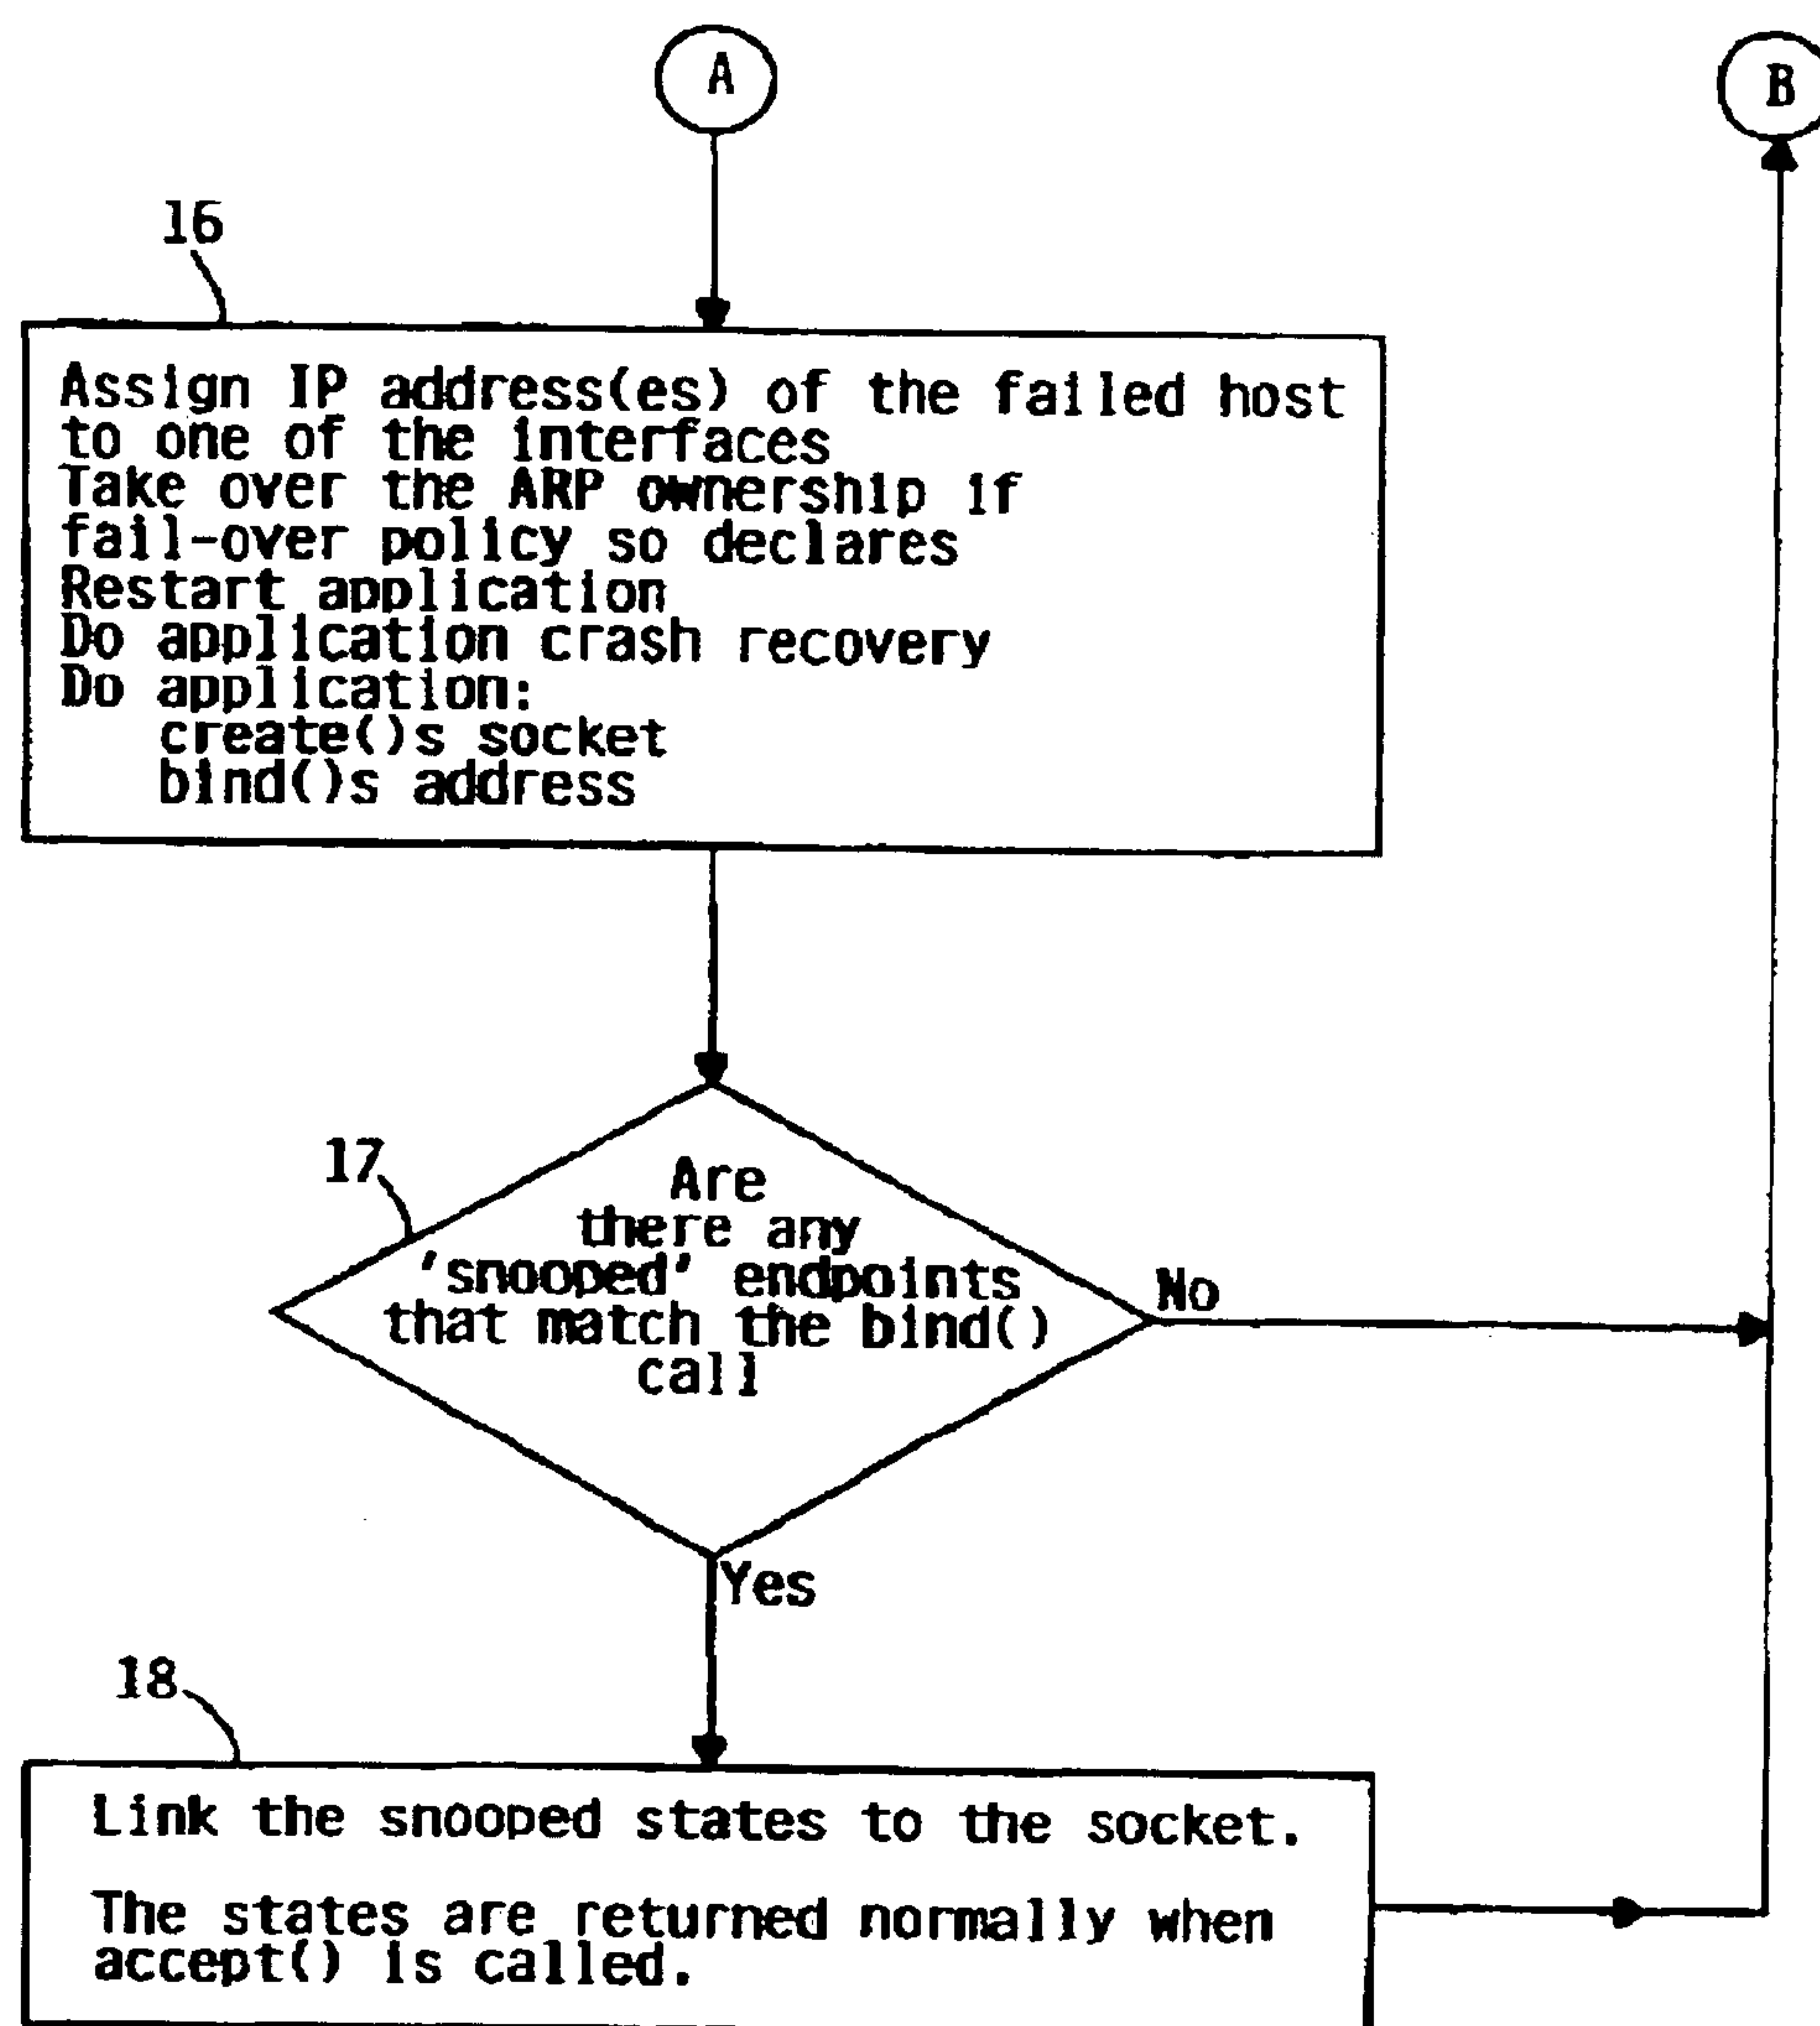 A
B
16
Assign IP address(es) of the failed host
to one of the interfaces
Take over the ARP ownership if
fail-over policy so declares
Restart application
Do application crash recovery
Do application:
create()s socket
bind()s address
17
Are
there any
'snooped' endpoints
that match the bind()
call
No
Yes
18
Link the snooped states to the socket.
The states are returned normally when
accept() is called.